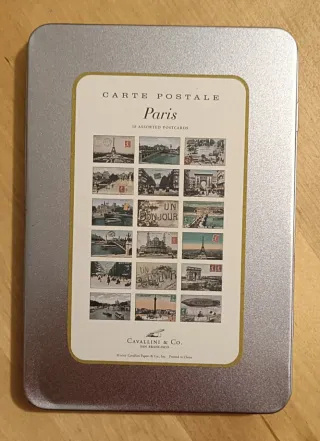 CARTE POSTALE
Paris
18 ASSORTED POSTCARDS
UN
BONJOUR
CAVALLINI & Co.
SAN FRANCISCO